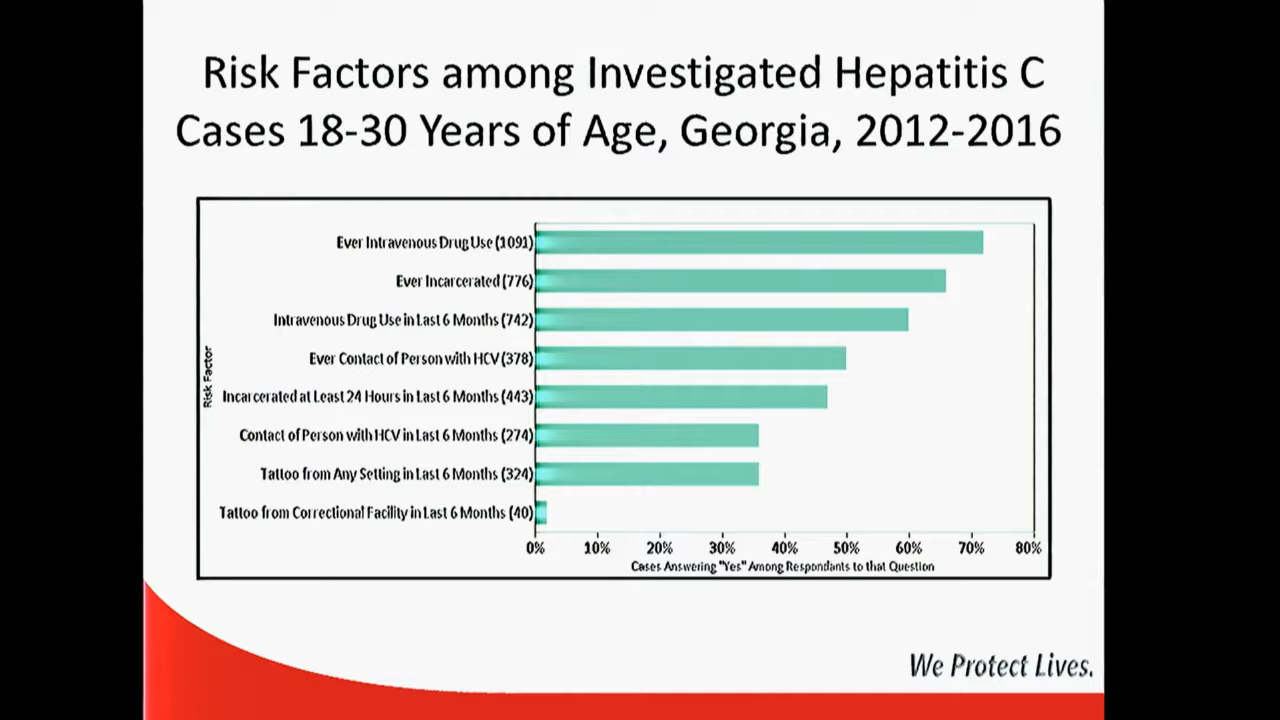 Risk Factors among Investigated Hepatitis C
Cases 18-30 Years of Age, Georgia, 2012-2016
Ever Intravenous Drug Use (1091)
Ever Incarcerated (776)
Intravenous Drug Use in Last 6 Months (742)
Ever Contact of Person with HCV (378)
Incarcerated at Least 24 Hours in Last 6 Months (443)
Contact of Person with HCV in Last 6 Months (274)
Tattoo from Any Setting in Last 6 Months (324)
Tattoo from Correctional Facility in Last 6 Months (40)
Risk Factor
0% 10% 20% 30% 40% 50% 60% 70% 80%
Cases Answering "Yes" Among Respondants to that Question
We Protect Lives.